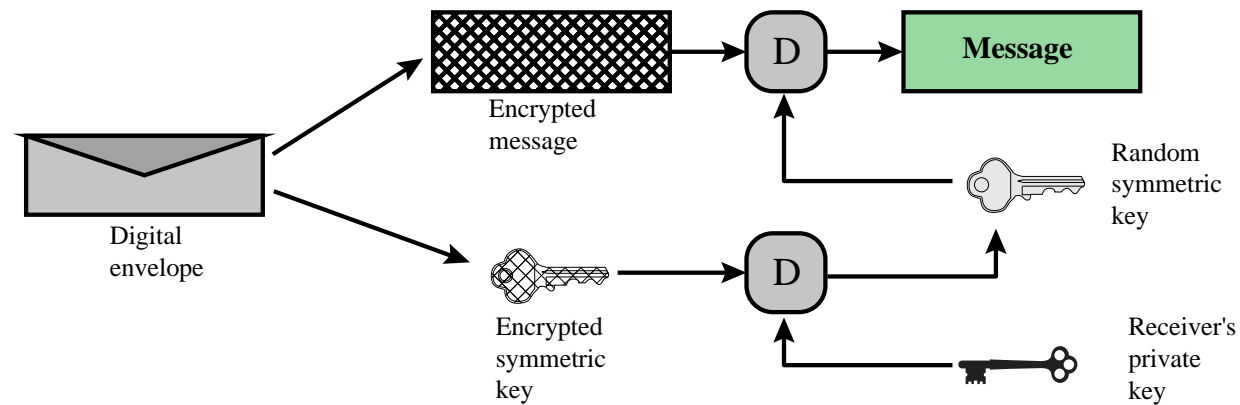 D
Message
Encrypted
message
Random
symmetric
key
Digital
envelope
D
Encrypted
symmetric
key
Receiver's
private
key